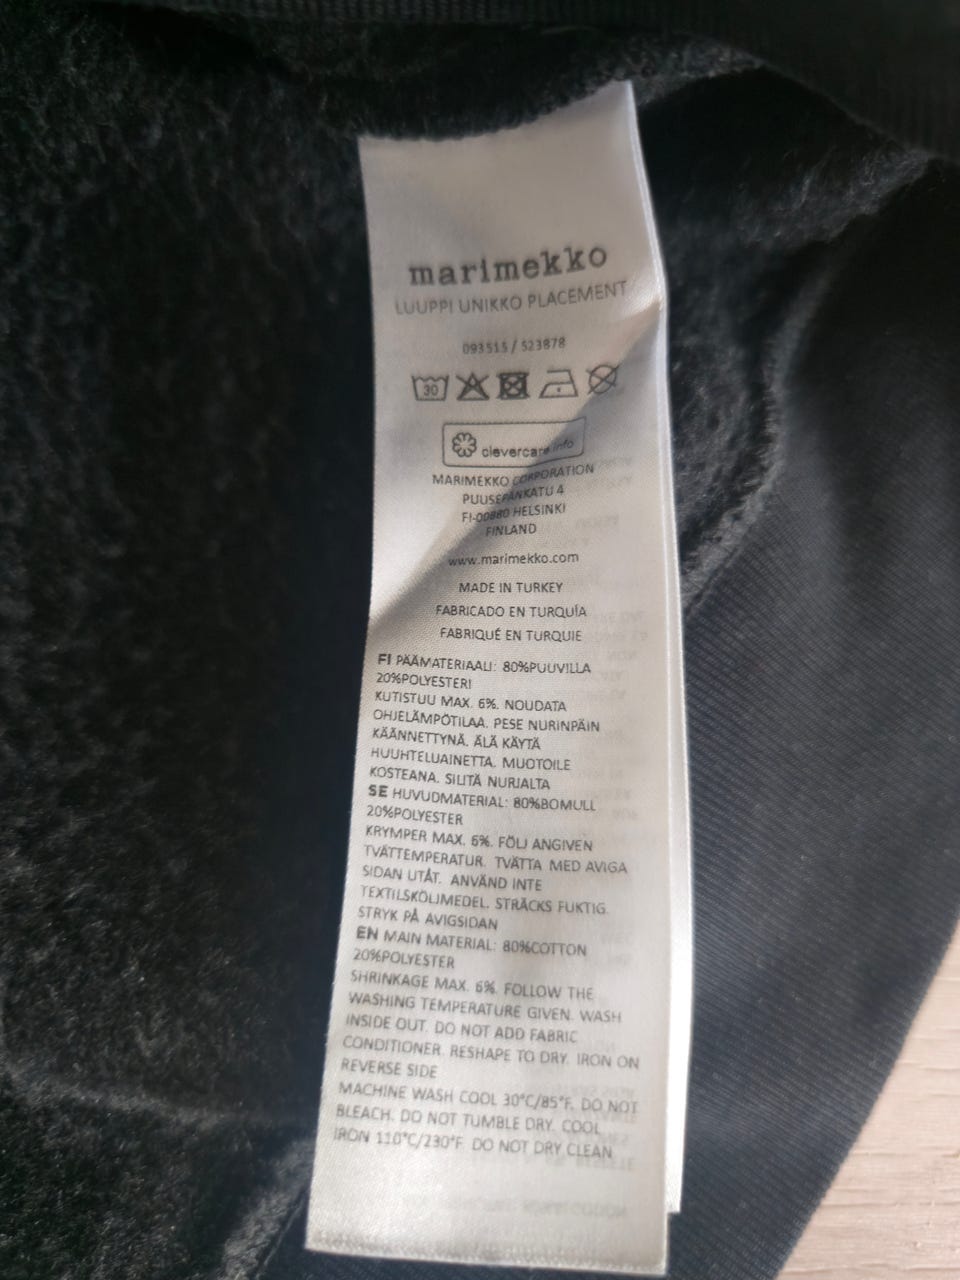 marimekko
LUUPPI UNIKKO PLACEMENT
093515 / 523878
30
clevercare.info
MARIMEKKO CORPORATION
PUUSEPÄNKATU 4
FI-00880 HELSINKI
FINLAND
www.marimekko.com
MADE IN TURKEY
FABRICADO EN TURQUÍA
FABRIQUÉ EN TURQUIE
FI PÄÄMATERIAALI: 80%PUUVILLA
20%POLYESTERI
KUTISTUU MAX. 6%. NOUDATA
OHJELÄMPÖTILAA. PESE NURINPÄIN
KÄÄNNETTYNÄ. ÄLÄ KÄYTÄ
HUUHTELUAINETTA. MUOTOILE
KOSTEANA. SILITÄ NURJALTA
SE HUVUDMATERIAL: 80%BOMULL
20%POLYESTER
KRYMPER MAX. 6%. FÖLJ ANGIVEN
TVÄTTEMPERATUR. TVÄTTA MED AVIGA
SIDAN UTÅT. ANVÄND INTE
TEXTILSKÖLJMEDEL. STRÄCKS FUKTIG.
STRYK PÅ AVIGSIDAN
EN MAIN MATERIAL: 80%COTTON
20%POLYESTER
SHRINKAGE MAX. 6%. FOLLOW THE
WASHING TEMPERATURE GIVEN. WASH
INSIDE OUT. DO NOT ADD FABRIC
CONDITIONER. RESHAPE TO DRY. IRON ON
REVERSE SIDE
MACHINE WASH COOL 30°C/85°F. DO NOT
BLEACH. DO NOT TUMBLE DRY. COOL
IRON 110°C/230°F. DO NOT DRY CLEAN.